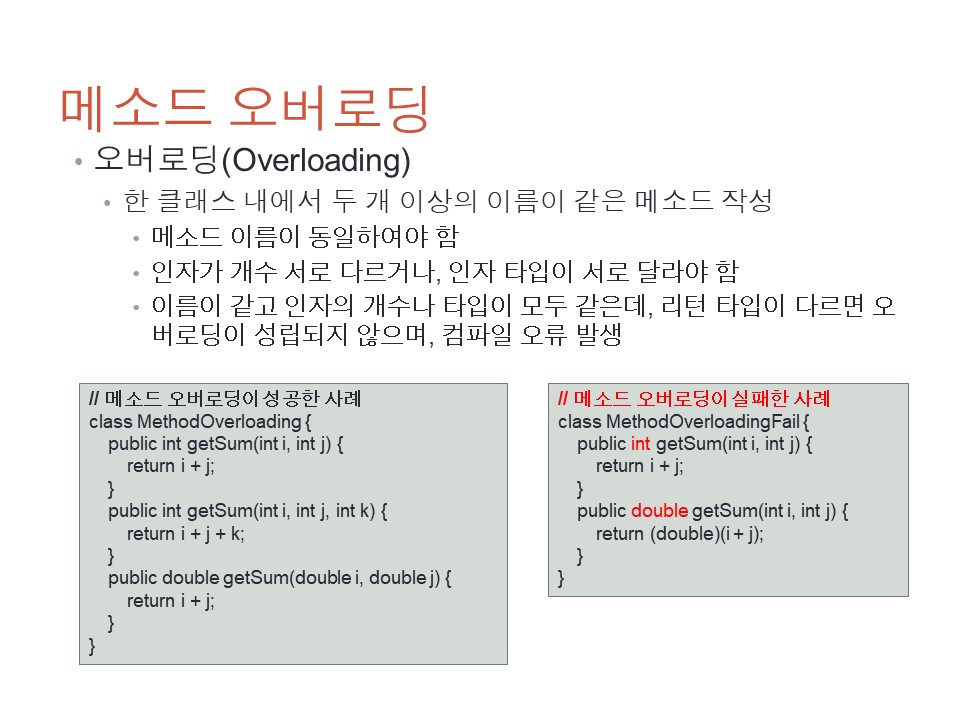 메소드 오버로딩
• 오버로딩(Overloading)
• 한 클래스 내에서 두 개 이상의 이름이 같은 메소드 작성
• 메소드 이름이 동일하여야 함
• 인자가 개수 서로 다르거나, 인자 타입이 서로 달라야 함
• 이름이 같고 인자의 개수나 타입이 모두 같은데, 리턴 타입이 다르면 오
버로딩이 성립되지 않으며, 컴파일 오류 발생
// 메소드 오버로딩이 성공한 사례
class MethodOverloading {
public int getSum(int i, int j) {
return i + j;
}
public int getSum(int i, int j, int k) {
return i + j + k;
}
public double getSum(double i, double j) {
return i + j;
}
}
// 메소드 오버로딩이 실패한 사례
class MethodOverloadingFail {
public int getSum(int i, int j) {
return i + j;
}
public double getSum(int i, int j) {
return (double)(i + j);
}
}